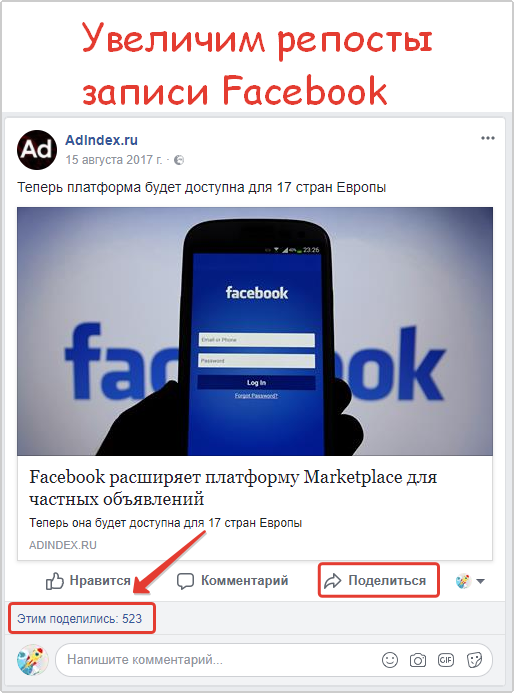 Увеличим репосты
записи Facebook
Ad
AdIndex.ru
15 августа 2017 г. ·
Теперь платформа будет доступна для 17 стран Европы
23:26
facebook
facebook
Email or Phone
Password
Log In
Forgot Password?
Facebook расширяет платформу Marketplace для
частных объявлений
Теперь она будет доступна для 17 стран Европы
ADINDEX.RU
Нравится Комментарий Поделиться
Этим поделились: 523
Напишите комментарий... GIF